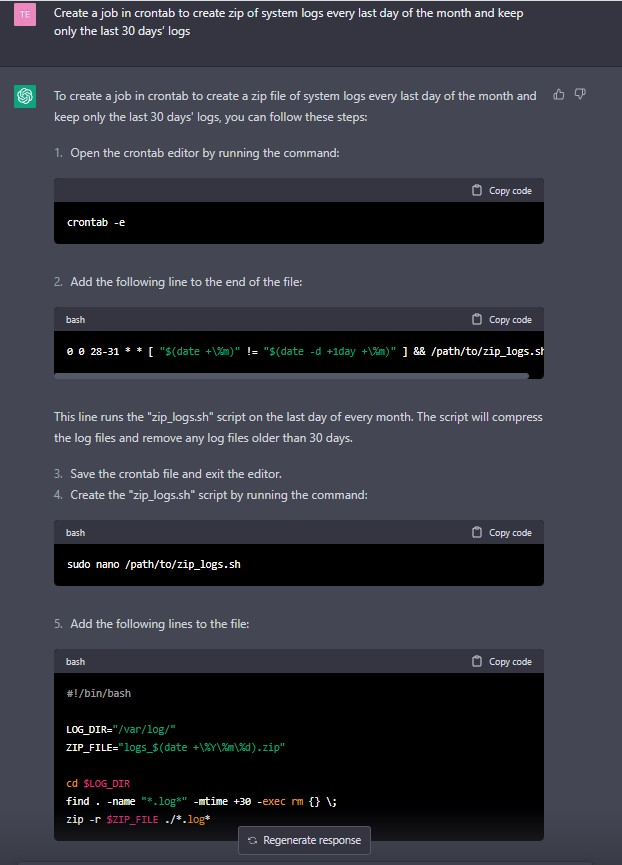 TE
Create a job in crontab to create zip of system logs every last day of the month and keep
only the last 30 days' logs
To create a job in crontab to create a zip file of system logs every last day of the month and
keep only the last 30 days' logs, you can follow these steps:
1. Open the crontab editor by running the command:
Copy code
crontab -e
2. Add the following line to the end of the file:
bash
Copy code
0 0 28-31 * * [ "$(date +\%m)" != "$(date -d +1day +\%m)" ] && /path/to/zip_logs.sh
This line runs the "zip_logs.sh" script on the last day of every month. The script will compress
the log files and remove any log files older than 30 days.
3. Save the crontab file and exit the editor.
4. Create the "zip_logs.sh" script by running the command:
bash
Copy code
sudo nano /path/to/zip_logs.sh
5. Add the following lines to the file:
bash
Copy code
#!/bin/bash
LOG_DIR="/var/log/"
ZIP_FILE="logs_$(date +\%Y\%m\%d).zip"
cd $LOG_DIR
find . -name "*.log*" -mtime +30 -exec rm {} \;
zip -r $ZIP_FILE ./*.log*
Regenerate response